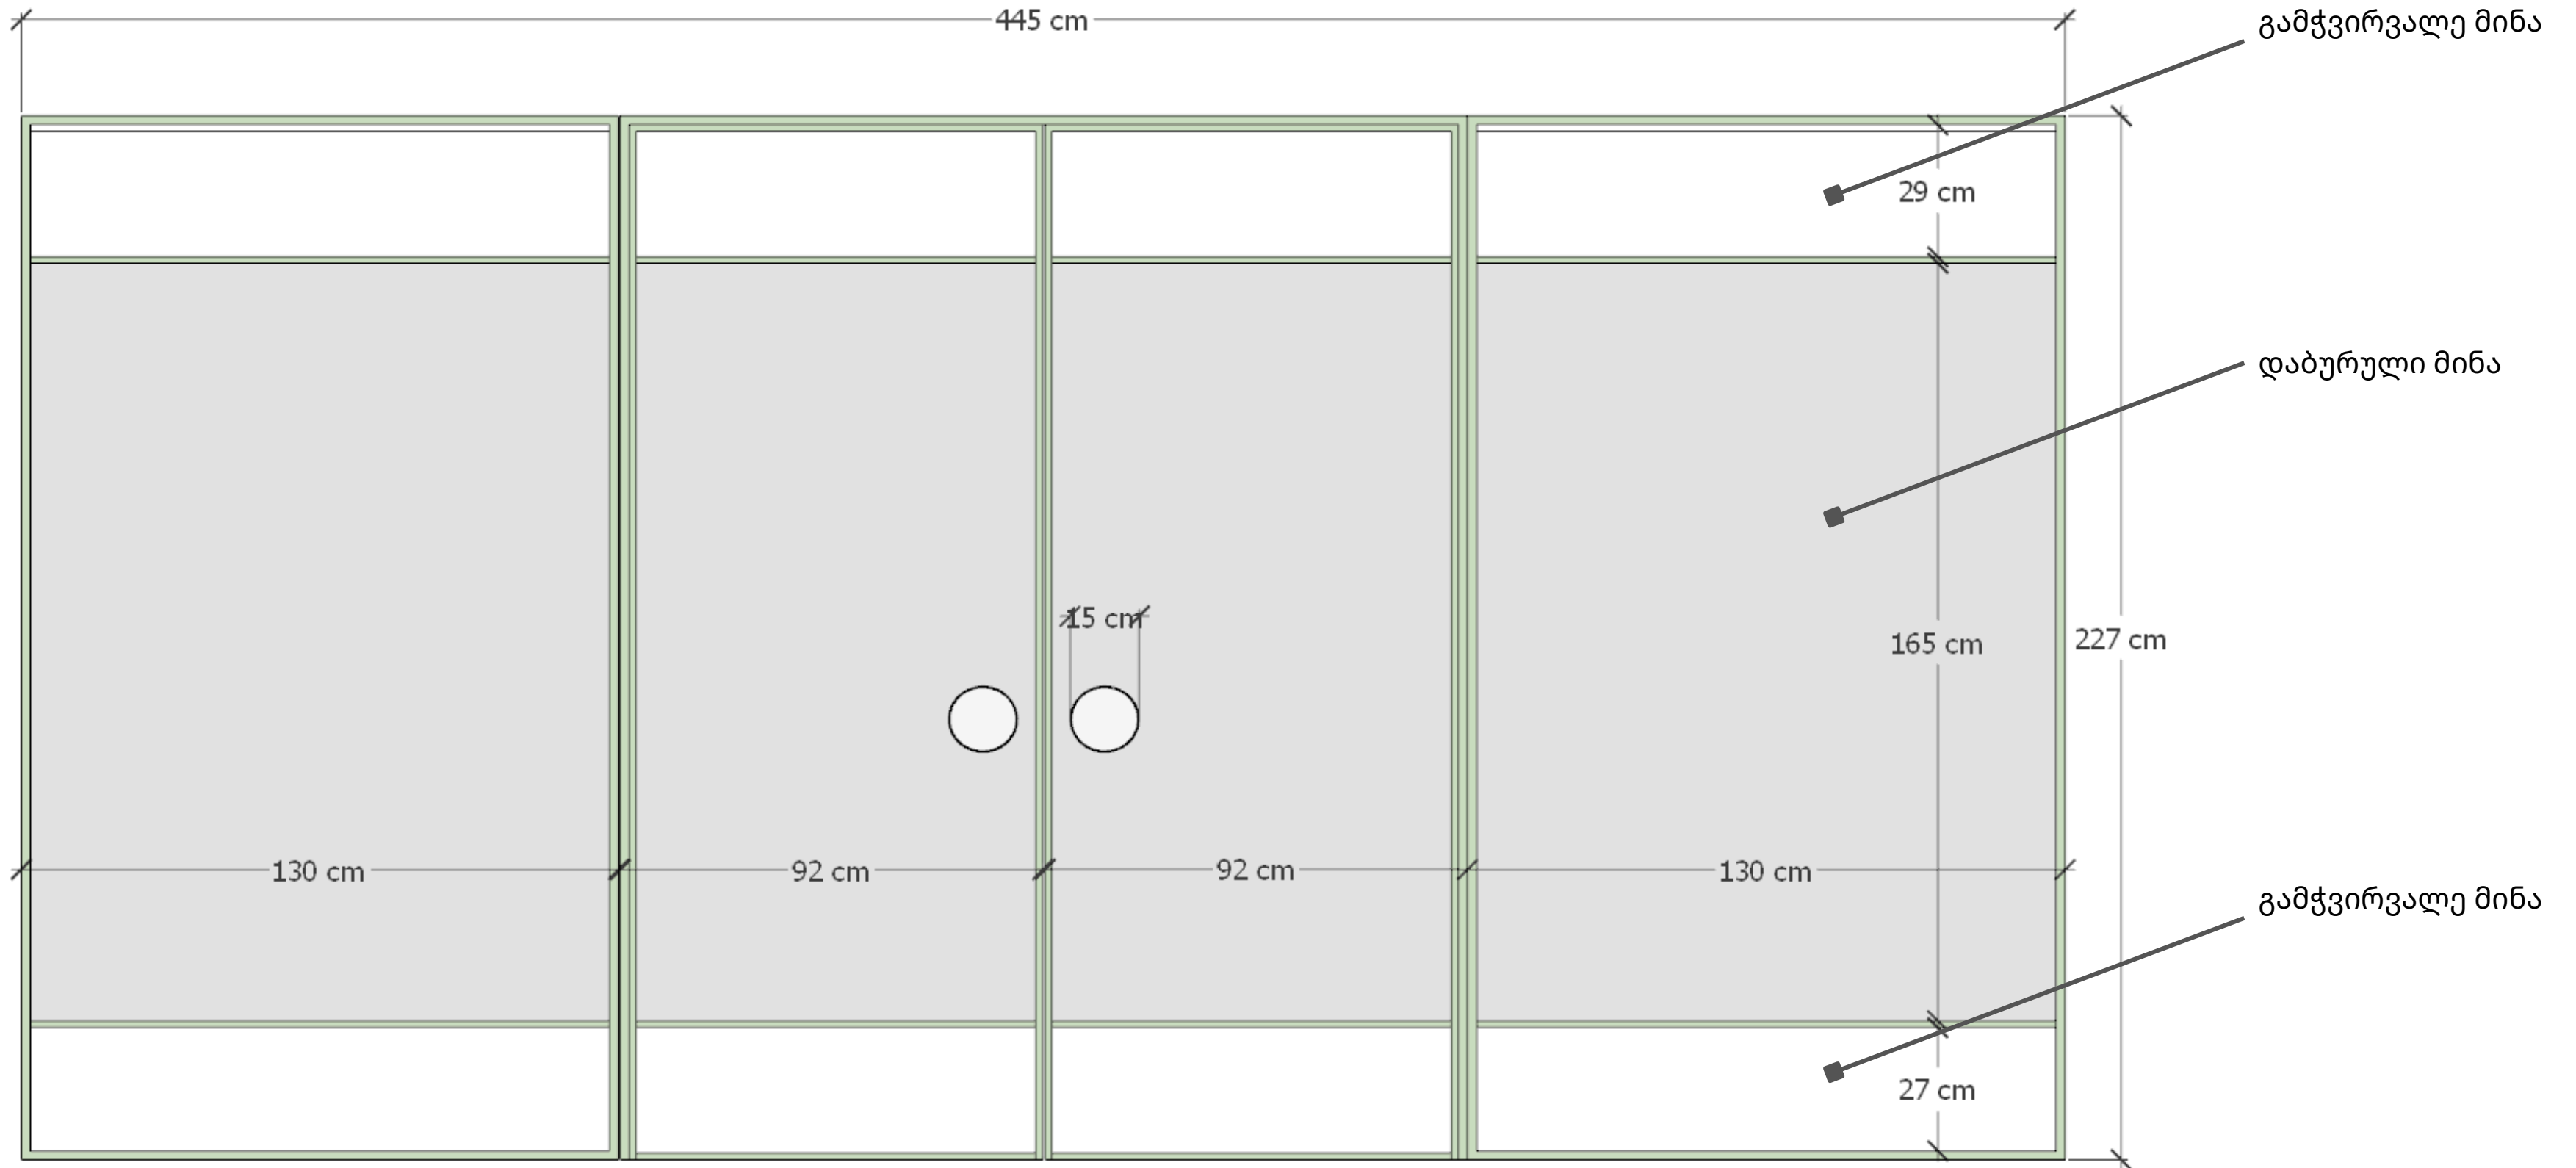 445 cm
გამჭვირვალე მინა
29 cm
დაბურული მინა
15 cm
165 cm
227 cm
130 cm
92 cm
92 cm
130 cm
გამჭვირვალე მინა
27 cm